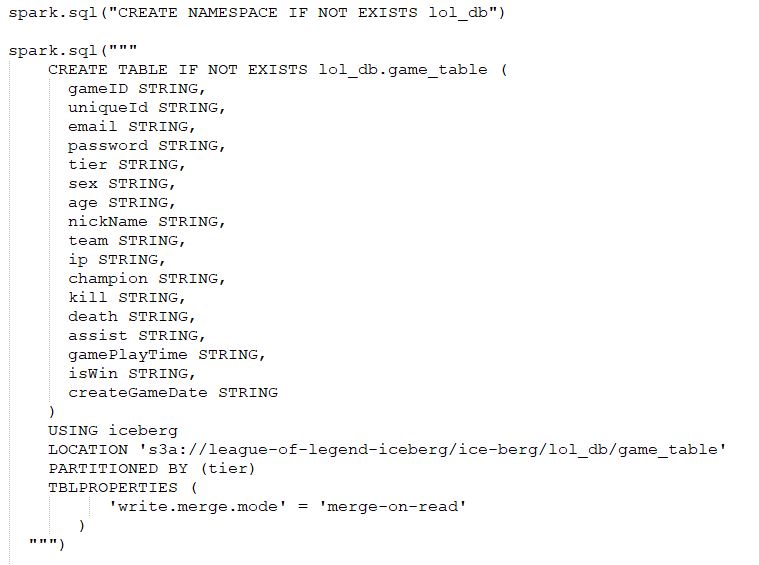 spark.sql("CREATE NAMESPACE IF NOT EXISTS lol_db")
spark.sql("""
CREATE TABLE IF NOT EXISTS lol_db.game_table (
gameID STRING,
uniqueId STRING,
email STRING,
password STRING,
tier STRING,
sex STRING,
age STRING,
nickName STRING,
team STRING,
ip STRING,
champion STRING,
kill STRING,
death STRING,
assist STRING,
gamePlayTime STRING,
isWin STRING,
createGameDate STRING
)
USING iceberg
LOCATION 's3a://league-of-legend-iceberg/ice-berg/lol_db/game_table'
PARTITIONED BY (tier)
TBLPROPERTIES (
'write.merge.mode' = 'merge-on-read'
)
""")